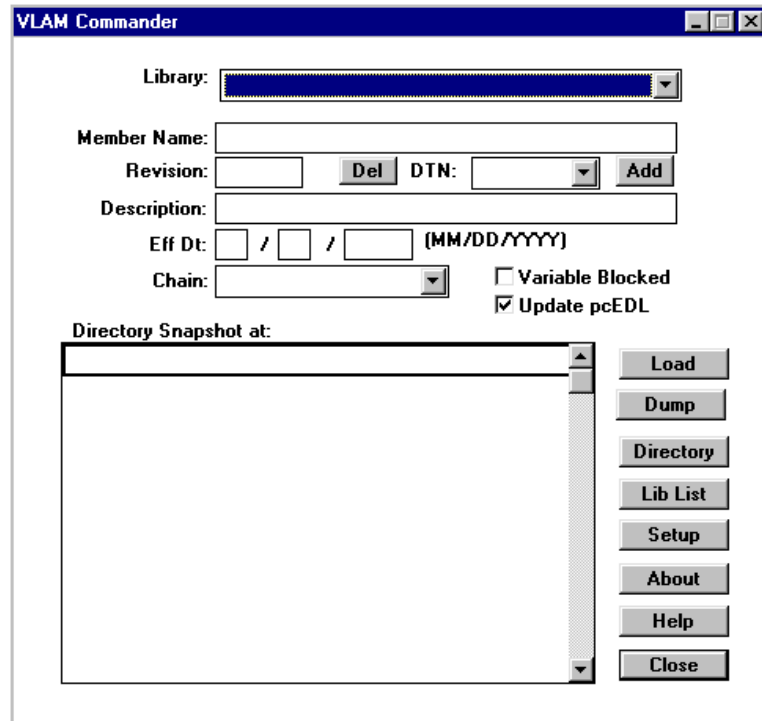 VLAM Commander
Library:
Member Name:
Revision: Del DTN: Add
Description:
Eff Dt: / / (MM/DD/YYYY)
Chain: Variable Blocked
Update pcEDL
Directory Snapshot at:
Load
Dump
Directory
Lib List
Setup
About
Help
Close